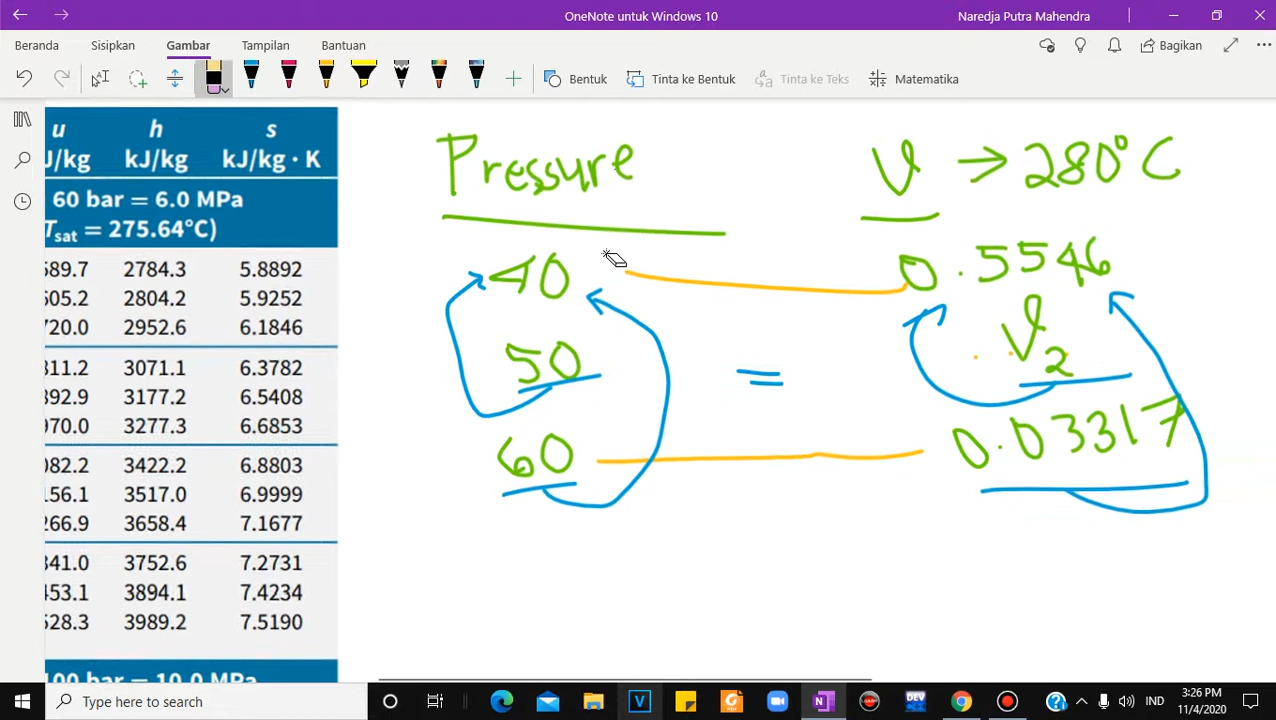 OneNote untuk Windows 10
Naredja Putra Mahendra
Beranda Sisipkan Gambar Tampilan Bantuan
Bagikan
Bentuk
Tinta ke Bentuk
Tinta ke Teks
Matematika
u h s
J/kg kJ/kg kJ/kg · K
60 bar = 6.0 MPa
Tsat = 275.64°C)
589.7 2784.3 5.8892
605.2 2804.2 5.9252
720.0 2952.6 6.1846
811.2 3071.1 6.3782
892.9 3177.2 6.5408
970.0 3277.3 6.6853
082.2 3422.2 6.8803
156.1 3517.0 6.9999
266.9 3658.4 7.1677
341.0 3752.6 7.2731
453.1 3894.1 7.4234
528.3 3989.2 7.5190
100 bar = 10.0 MPa
Pressure v → 280°C
40 0.5546
50 = v2
60 0.03317
Type here to search
IND
3:26 PM
11/4/2020